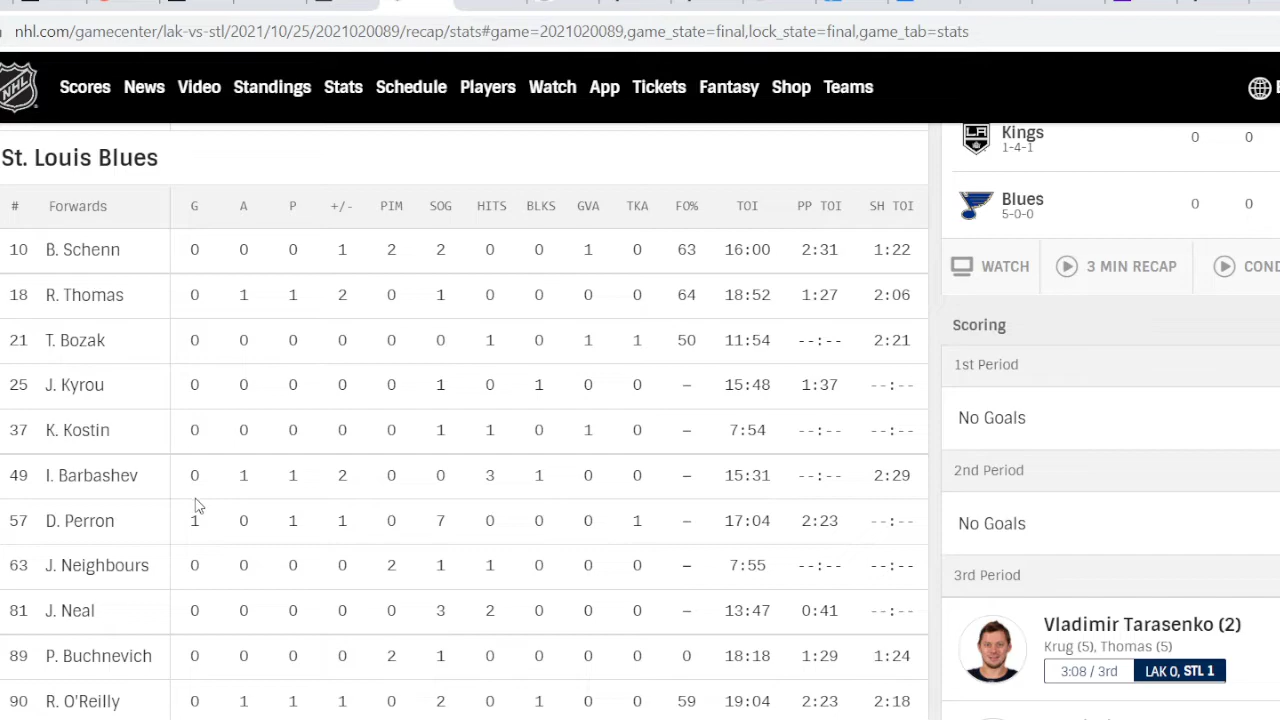 nhl.com/gamecenter/lak-vs-stl/2021/10/25/2021020089/recap/stats#game=2021020089,game_state=final,lock_state=final,game_tab=stats
NHL Scores News Video Standings Stats Schedule Players Watch App Tickets Fantasy Shop Teams
St. Louis Blues
# Forwards G A P +/- PIM SOG HITS BLKS GVA TKA FO% TOI PP TOI SH TOI
10 B. Schenn 0 0 0 1 2 2 0 0 1 0 63 16:00 2:31 1:22
18 R. Thomas 0 1 1 2 0 1 0 0 0 0 64 18:52 1:27 2:06
21 T. Bozak 0 0 0 0 0 0 1 0 1 1 50 11:54 --:-- 2:21
25 J. Kyrou 0 0 0 0 0 1 0 1 0 0 – 15:48 1:37 --:--
37 K. Kostin 0 0 0 0 0 1 1 0 1 0 – 7:54 --:-- --:--
49 I. Barbashev 0 1 1 2 0 0 3 1 0 0 – 15:31 --:-- 2:29
57 D. Perron 1 0 1 1 0 7 0 0 0 1 – 17:04 2:23 --:--
63 J. Neighbours 0 0 0 0 2 1 1 0 0 0 – 7:55 --:-- --:--
81 J. Neal 0 0 0 0 0 3 2 0 0 0 – 13:47 0:41 --:--
89 P. Buchnevich 0 0 0 0 2 1 0 0 0 0 0 18:18 1:29 1:24
90 R. O'Reilly 0 1 1 1 0 2 0 1 0 0 59 19:04 2:23 2:18
LA Kings 0 0
1-4-1
Blues 0 0
5-0-0
WATCH 3 MIN RECAP COND
Scoring
1st Period
No Goals
2nd Period
No Goals
3rd Period
Vladimir Tarasenko (2)
Krug (5), Thomas (5)
3:08 / 3rd LAK 0, STL 1